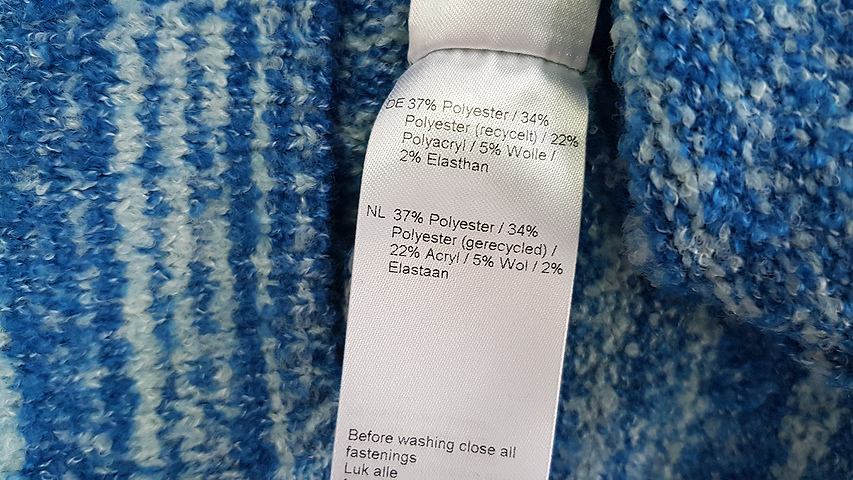 DE 37% Polyester / 34%
Polyester (recycelt) / 22%
Polyacryl / 5% Wolle /
2% Elasthan
NL 37% Polyester / 34%
Polyester (gerecycled) /
22% Acryl / 5% Wol / 2%
Elastaan
Before washing close all
fastenings
Luk alle